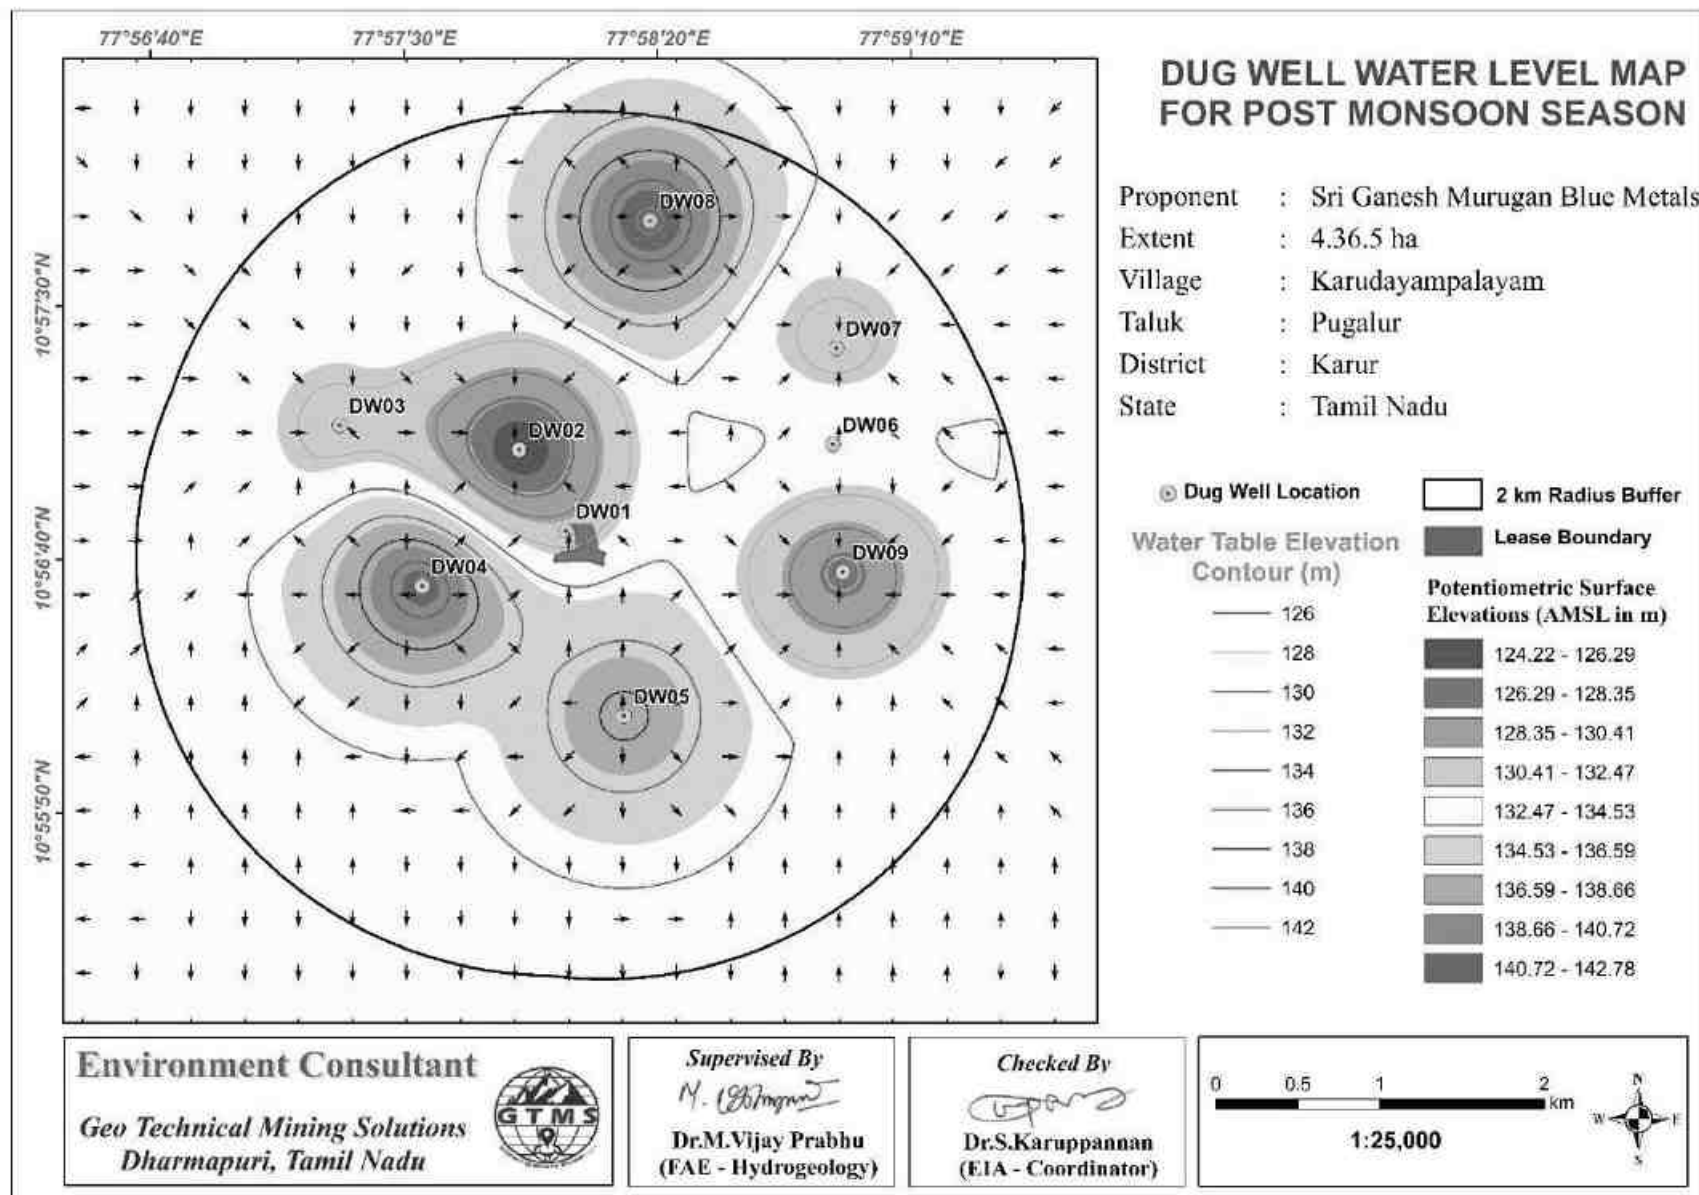 77°56'40"E
77°57'30"E
77°58'20"E
77°59'10"E
10°57'30"N
10°56'40"N
10°55'50"N
DW08
DW07
DW03
DW02
DW06
DW01
DW04
DW09
DW05
DUG WELL WATER LEVEL MAP
FOR POST MONSOON SEASON
Proponent : Sri Ganesh Murugan Blue Metals
Extent : 4.36.5 ha
Village : Karudayampalayam
Taluk : Pugalur
District : Karur
State : Tamil Nadu
Dug Well Location
Water Table Elevation
Contour (m)
126
128
130
132
134
136
138
140
142
2 km Radius Buffer
Lease Boundary
Potentiometric Surface
Elevations (AMSL in m)
124.22 - 126.29
126.29 - 128.35
128.35 - 130.41
130.41 - 132.47
132.47 - 134.53
134.53 - 136.59
136.59 - 138.66
138.66 - 140.72
140.72 - 142.78
Environment Consultant
Geo Technical Mining Solutions
Dharmapuri, Tamil Nadu
GTMS
Supervised By
Dr.M.Vijay Prabhu
(FAE - Hydrogeology)
Checked By
Dr.S.Karuppannan
(EIA - Coordinator)
0 0.5 1 2
km
1:25,000
N
W E
S